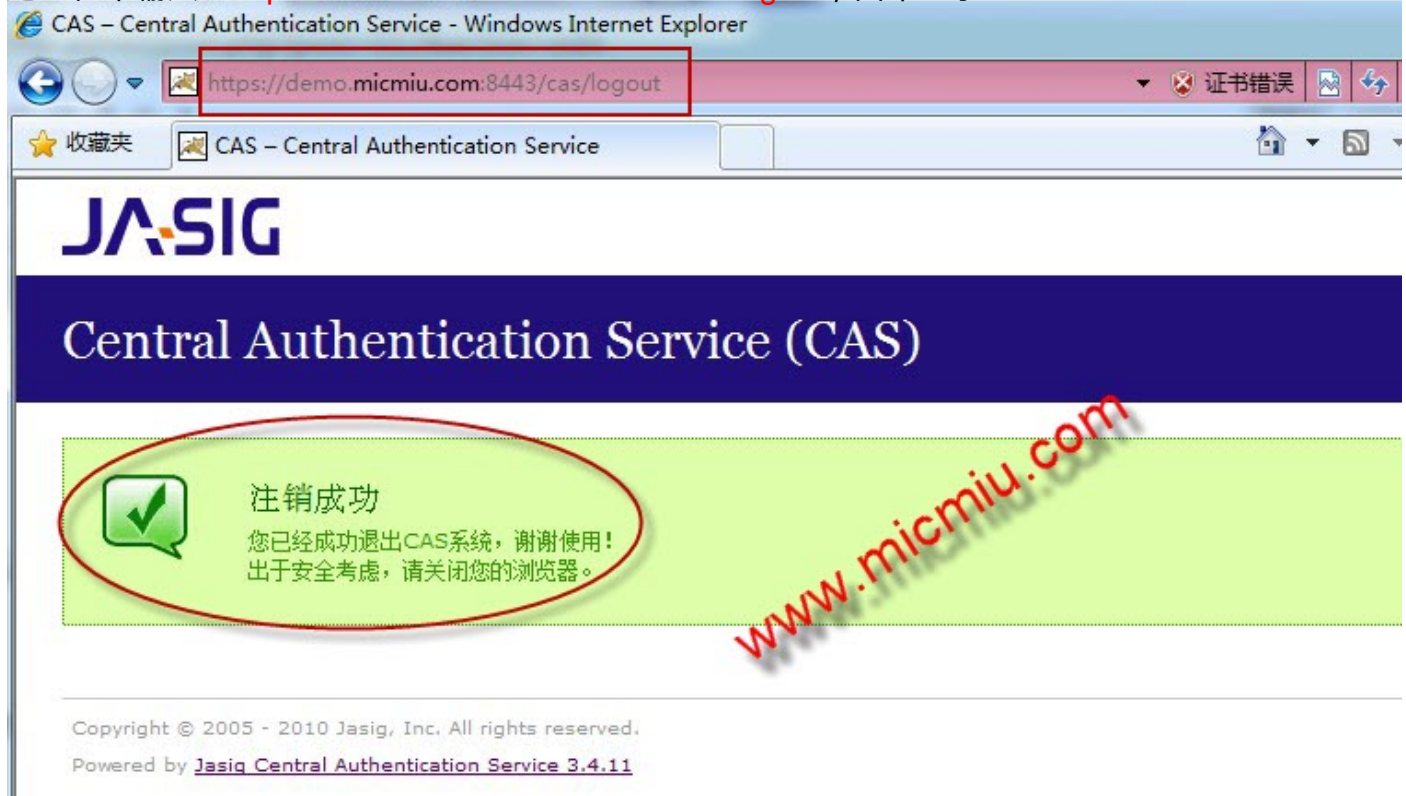 CAS – Central Authentication Service - Windows Internet Explorer
https://demo.micmiu.com:8443/cas/logout
证书错误
收藏夹
CAS – Central Authentication Service
JA-SIG
Central Authentication Service (CAS)
注销成功
您已经成功退出CAS系统，谢谢使用！
出于安全考虑，请关闭您的浏览器。
www.micmiu.com
Copyright © 2005 - 2010 Jasig, Inc. All rights reserved.
Powered by Jasig Central Authentication Service 3.4.11